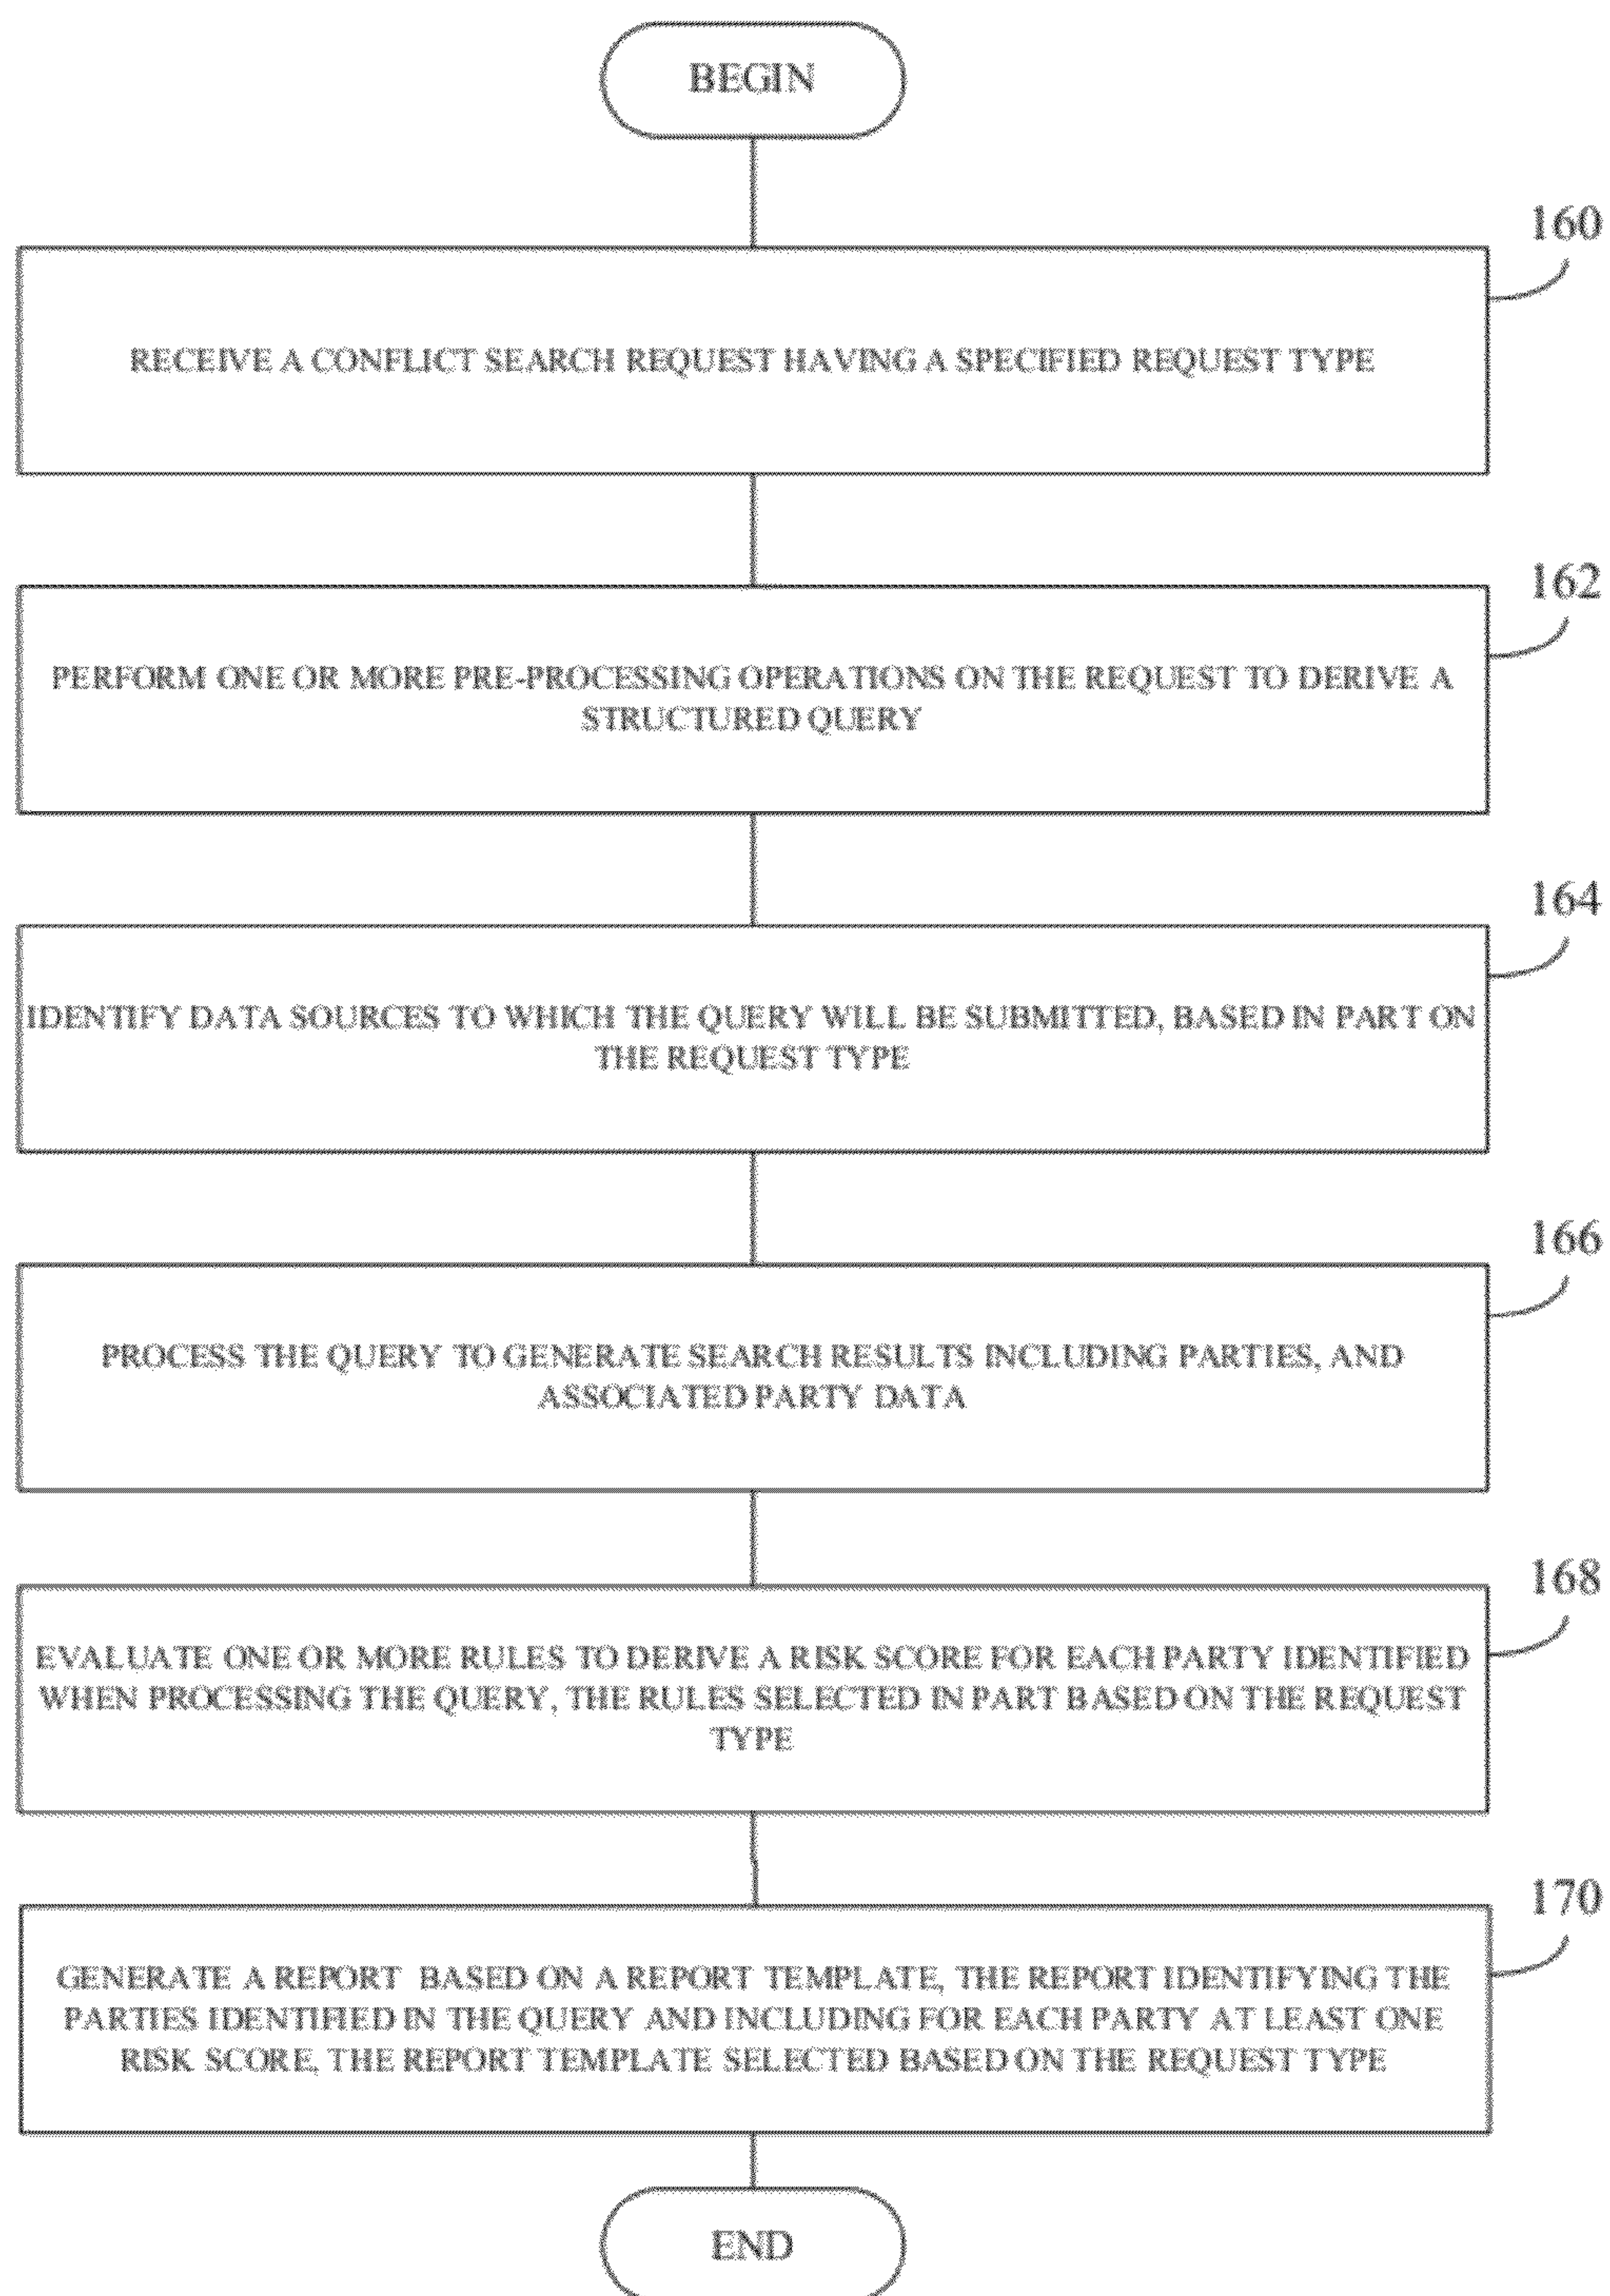 BEGIN
160
RECEIVE A CONFLICT SEARCH REQUEST HAVING A SPECIFIED REQUEST TYPE
162
PERFORM ONE OR MORE PRE-PROCESSING OPERATIONS ON THE REQUEST TO DERIVE A
STRUCTURED QUERY
164
IDENTIFY DATA SOURCES TO WHICH THE QUERY WILL BE SUBMITTED, BASED IN PART ON
THE REQUEST TYPE
166
PROCESS THE QUERY TO GENERATE SEARCH RESULTS INCLUDING PARTIES, AND
ASSOCIATED PARTY DATA
168
EVALUATE ONE OR MORE RULES TO DERIVE A RISK SCORE FOR EACH PARTY IDENTIFIED
WHEN PROCESSING THE QUERY, THE RULES SELECTED IN PART BASED ON THE REQUEST
TYPE
170
GENERATE A REPORT BASED ON A REPORT TEMPLATE, THE REPORT IDENTIFYING THE
PARTIES IDENTIFIED IN THE QUERY AND INCLUDING FOR EACH PARTY AT LEAST ONE
RISK SCORE, THE REPORT TEMPLATE SELECTED BASED ON THE REQUEST TYPE
END